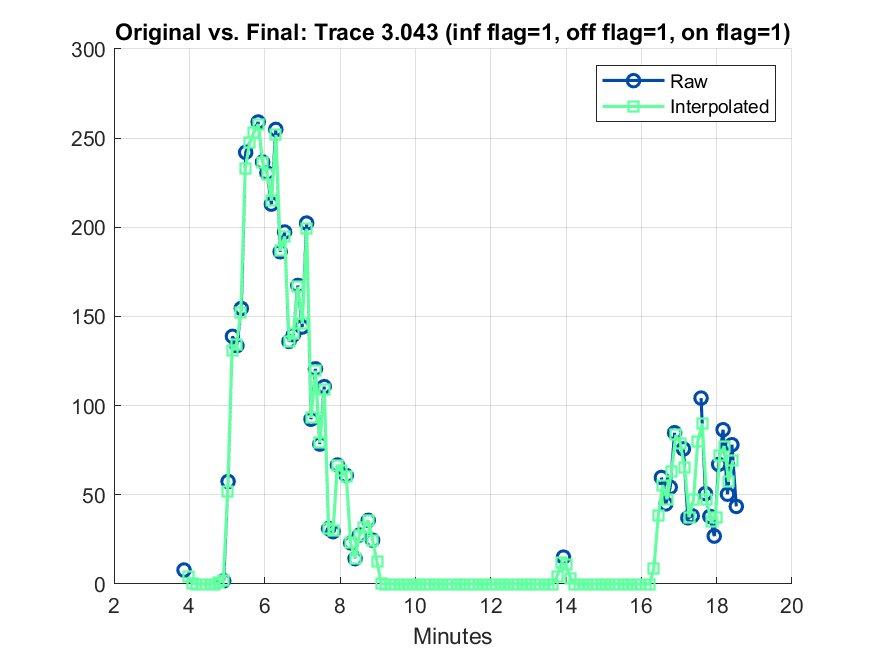 Original vs. Final: Trace 3.043 (inf flag=1, off flag=1, on flag=1)
300
250
200
150
100
50
0
Raw
Interpolated
2 4 6 8 10 12 14 16 18 20
Minutes